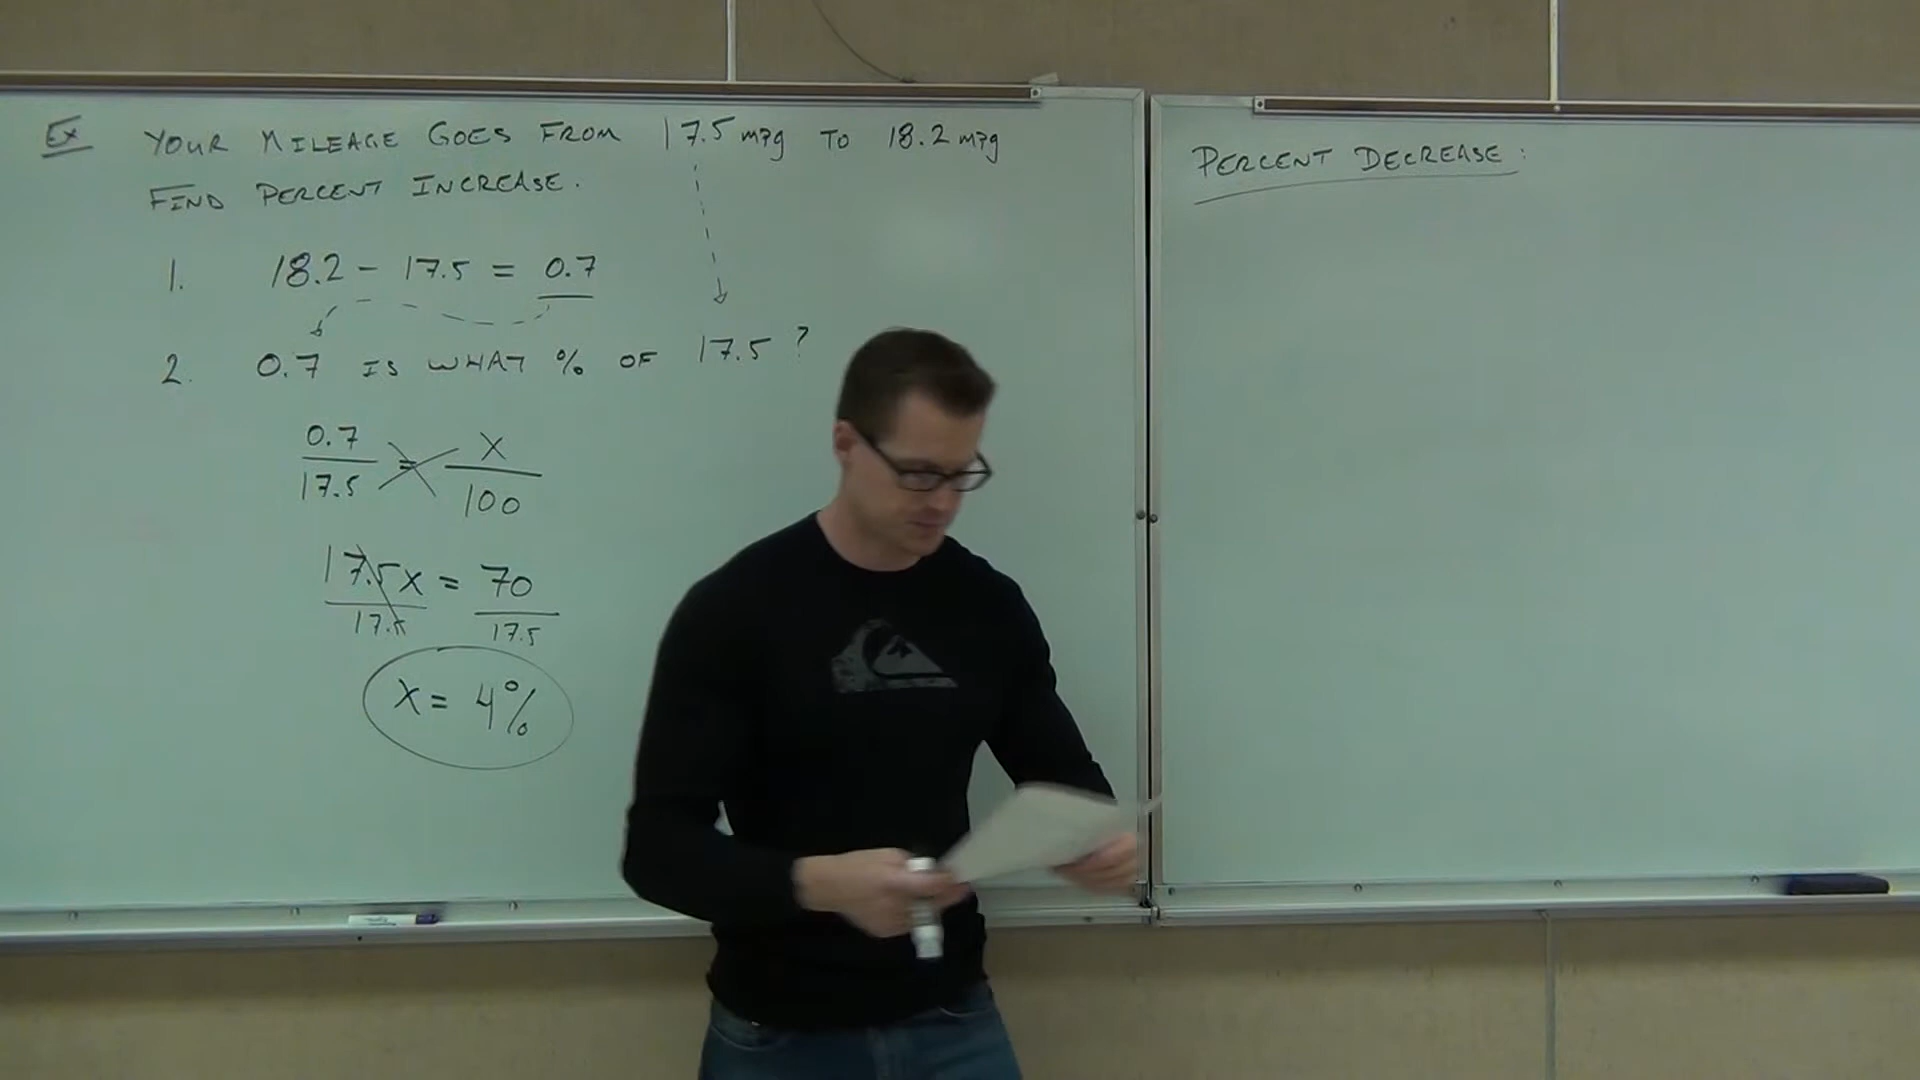 Ex YOUR MILEAGE GOES FROM 17.5 mpg TO 18.2 mpg
FIND PERCENT INCREASE.
1. 18.2 - 17.5 = 0.7
2. 0.7 IS WHAT % OF 17.5 ?
0.7/17.5 = X/100
17.5X/17.5 = 70/17.5
X = 4%
PERCENT DECREASE: